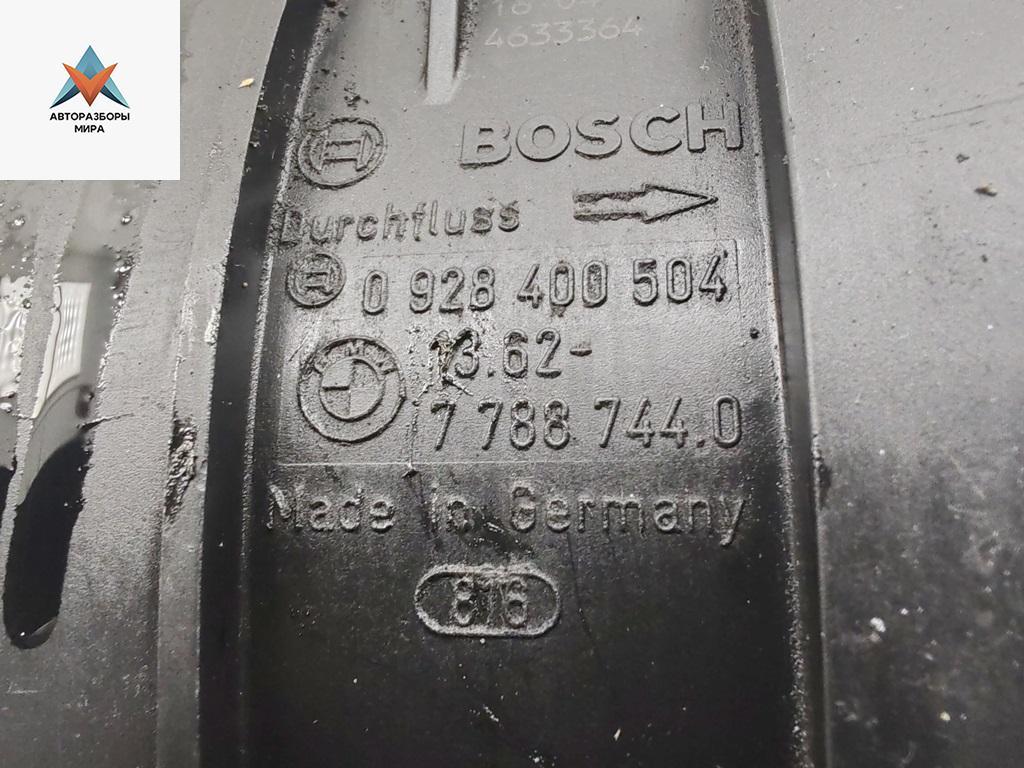 АВТОРАЗБОРЫ
МИРА
4633364
BOSCH
Durchfluss
0 928 400 504
BMW
13.62-
7 788 744.0
Made in Germany
816